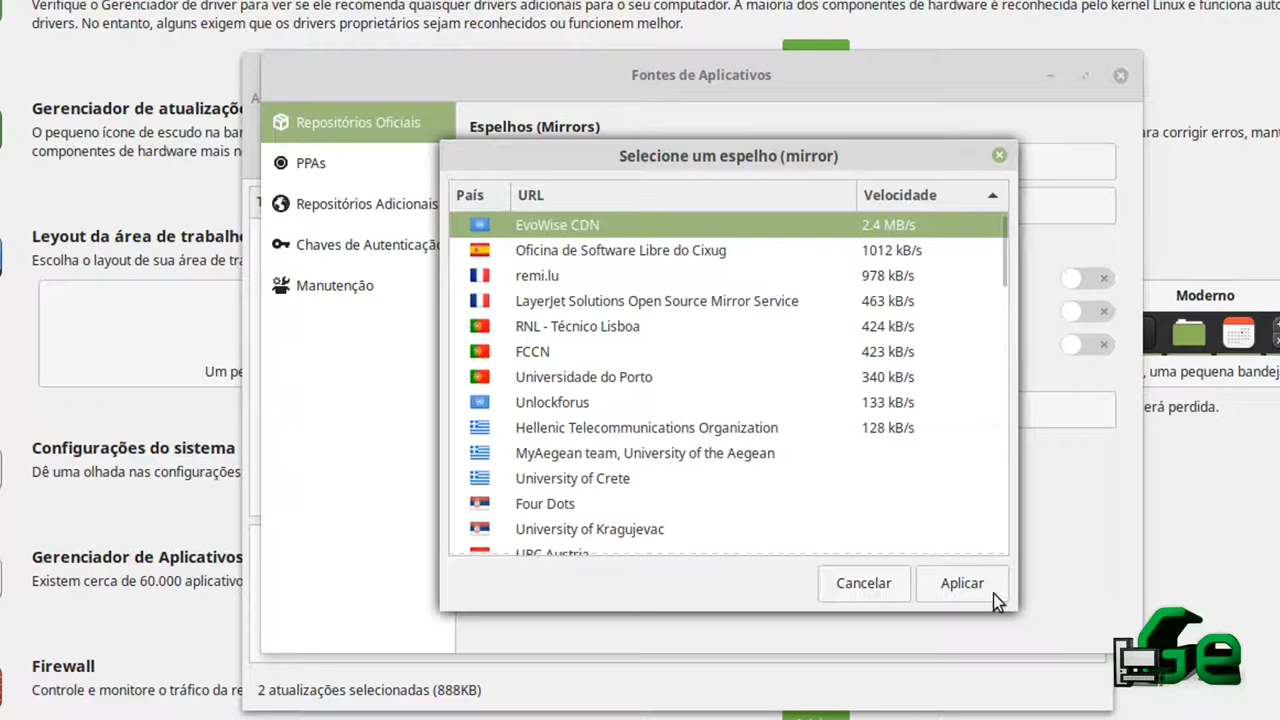 Verifique o Gerenciador de driver para ver se ele recomenda quaisquer drivers adicionais para o seu computador. A maioria dos componentes de hardware é reconhecida pelo kernel Linux e funciona auto
drivers. No entanto, alguns exigem que os drivers proprietários sejam reconhecidos ou funcionem melhor.
Fontes de Aplicativos
Gerenciador de atualizaçõ
O pequeno ícone de escudo na bar
componentes de hardware mais n
Repositórios Oficiais
Espelhos (Mirrors)
ara corrigir erros, mant
PPAs
Repositórios Adicionais
Chaves de Autenticaçã
Manutenção
Selecione um espelho (mirror)
País URL Velocidade
EvoWise CDN 2.4 MB/s
Oficina de Software Libre do Cixug 1012 kB/s
remi.lu 978 kB/s
LayerJet Solutions Open Source Mirror Service 463 kB/s
RNL - Técnico Lisboa 424 kB/s
FCCN 423 kB/s
Universidade do Porto 340 kB/s
Unlockforus 133 kB/s
Hellenic Telecommunications Organization 128 kB/s
MyAegean team, University of the Aegean
University of Crete
Four Dots
University of Kragujevac
UPC Austria
Cancelar Aplicar
Layout da área de trabalh
Escolha o layout de sua área de tra
Um pe
Moderno
, uma pequena bandej
erá perdida.
Configurações do sistema
Dê uma olhada nas configurações
Gerenciador de Aplicativos
Existem cerca de 60.000 aplicativo
Firewall
Controle e monitore o tráfico da re
2 atualizações selecionadas (888KB)
Ge